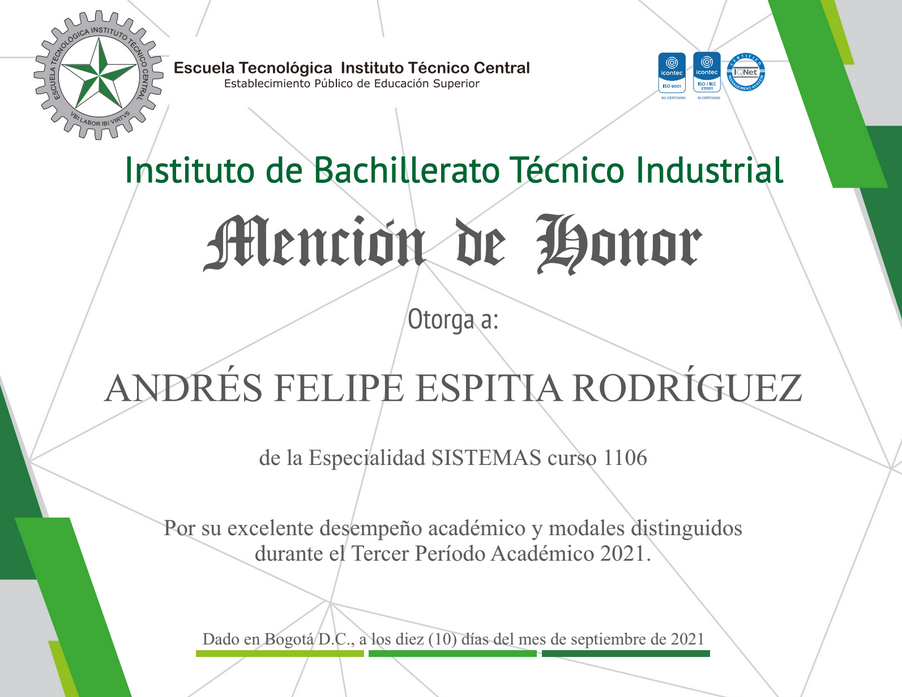 ESCUELA TECNOLÓGICA INSTITUTO TÉCNICO CENTRAL
VBI LABOR IBI VIRTVS
Escuela Tecnológica Instituto Técnico Central
Establecimiento Público de Educación Superior
icontec
ISO 9001
icontec
ISO / IEC
27001
IQNet
Instituto de Bachillerato Técnico Industrial
Mención de Honor
Otorga a:
ANDRÉS FELIPE ESPITIA RODRÍGUEZ
de la Especialidad SISTEMAS curso 1106
Por su excelente desempeño académico y modales distinguidos
durante el Tercer Período Académico 2021.
Dado en Bogotá D.C., a los diez (10) días del mes de septiembre de 2021